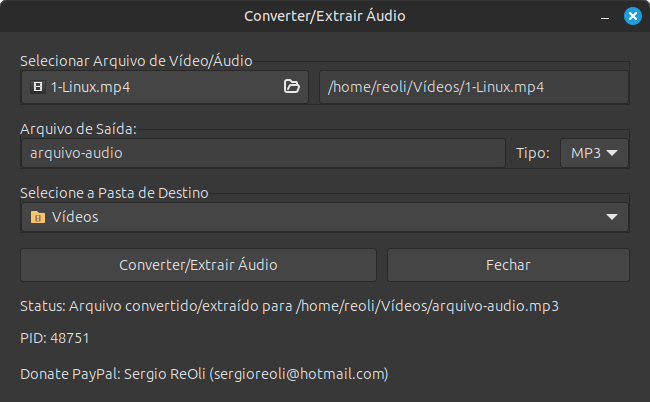 Converter/Extrair Áudio
Selecionar Arquivo de Vídeo/Áudio
1-Linux.mp4 /home/reoli/Vídeos/1-Linux.mp4
Arquivo de Saída:
arquivo-audio Tipo: MP3
Selecione a Pasta de Destino
Vídeos
Converter/Extrair Áudio Fechar
Status: Arquivo convertido/extraído para /home/reoli/Vídeos/arquivo-audio.mp3
PID: 48751
Donate PayPal: Sergio ReOli (sergioreoli@hotmail.com)